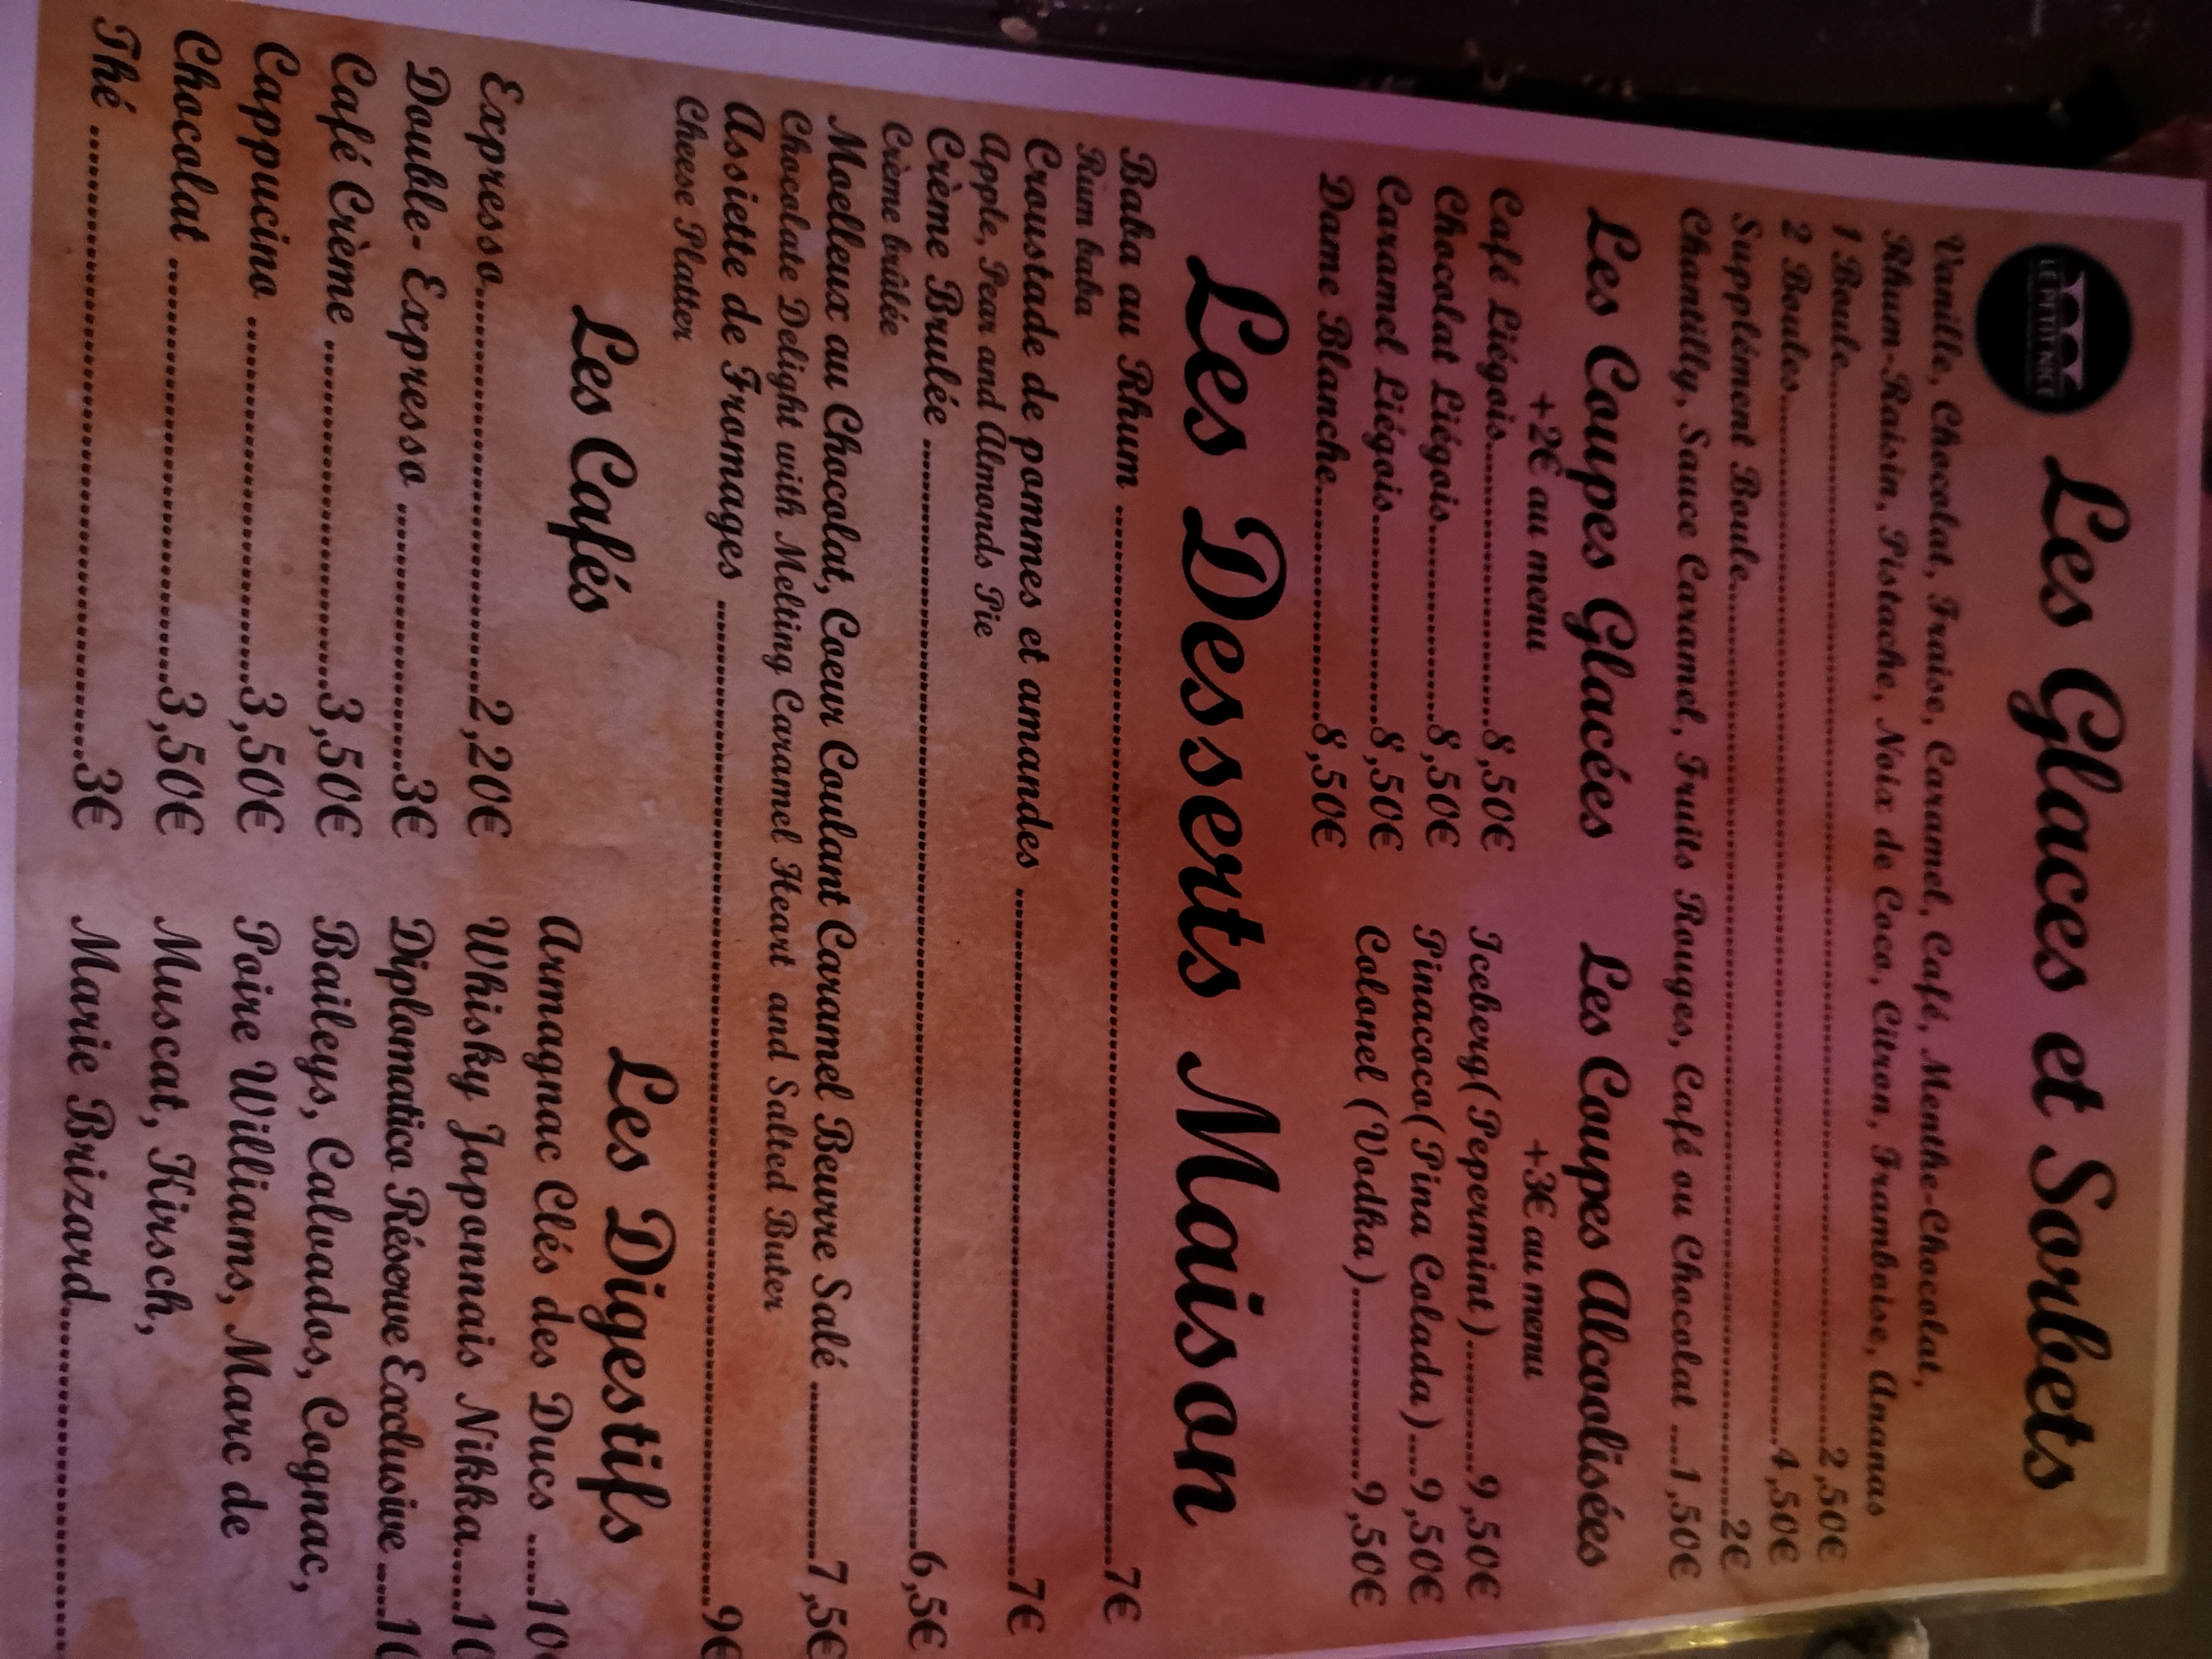 LE PETIT NICE
Les Glaces et Sorbets
Vanille, Chocolat, Fraise, Caramel, Café, Menthe-Chocolat,
Rhum-Raisin, Pistache, Noix de Coco, Citron, Framboise, Ananas
1 Boule......2,50€
2 Boules......4,50€
Supplément Boule......2€
Chantilly, Sauce Caramel, Fruits Rouges, Café ou Chocolat ....1,50€
Les Coupes Glacées
+2€ au menu
Café Liégois......8,50€
Chocolat Liégois......8,50€
Caramel Liégois......8,50€
Dame Blanche......8,50€
Les Coupes Alcoolisées
+3€ au menu
Iceberg(Pepermint)......9,50€
Pinacoco(Pina Colada)....9,50€
Colonel (Vodka)......9,50€
Les Desserts Maison
Baba au Rhum ......7€
Rum baba
Croustade de pommes et amandes ......7€
Apple, Pear and Almonds Pie
Crème Brulée ......6,5€
Crème brûlée
Moelleux au Chocolat, Coeur Coulant Caramel Beurre Salé ......7,5€
Chocolate Delight with Melting Caramel Heart and Salted Buter
Assiette de Fromages ......9€
Cheese Platter
Les Cafés
Expresso......2,20€
Double- Expresso ......3€
Café Crème ......3,50€
Cappucino ......3,50€
Chocolat ......3,50€
Thé ......3€
Les Digestifs
Armagnac Clés des Ducs .....10
Whisky Japonnais Nikka.....10
Diplomatico Réserve Exclusive .....10
Baileys, Calvados, Cognac,
Poire Williams, Marc de
Muscat, Kirsch,
Marie Brizard......